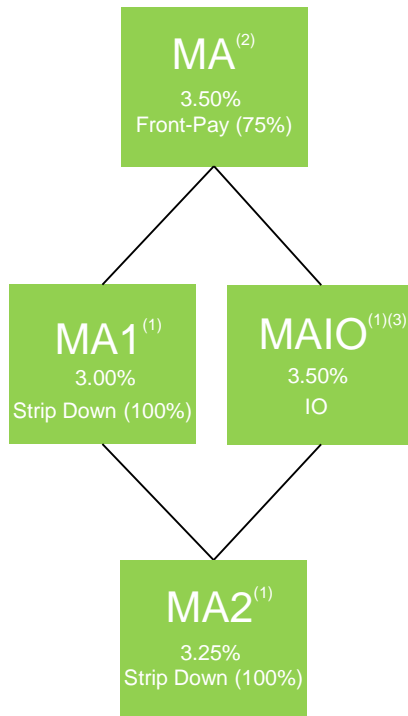 MA(2)
3.50%
Front-Pay (75%)
MA1(1)
3.00%
Strip Down (100%)
MAIO(1)(3)
3.50%
IO
MA2(1)
3.25%
Strip Down (100%)